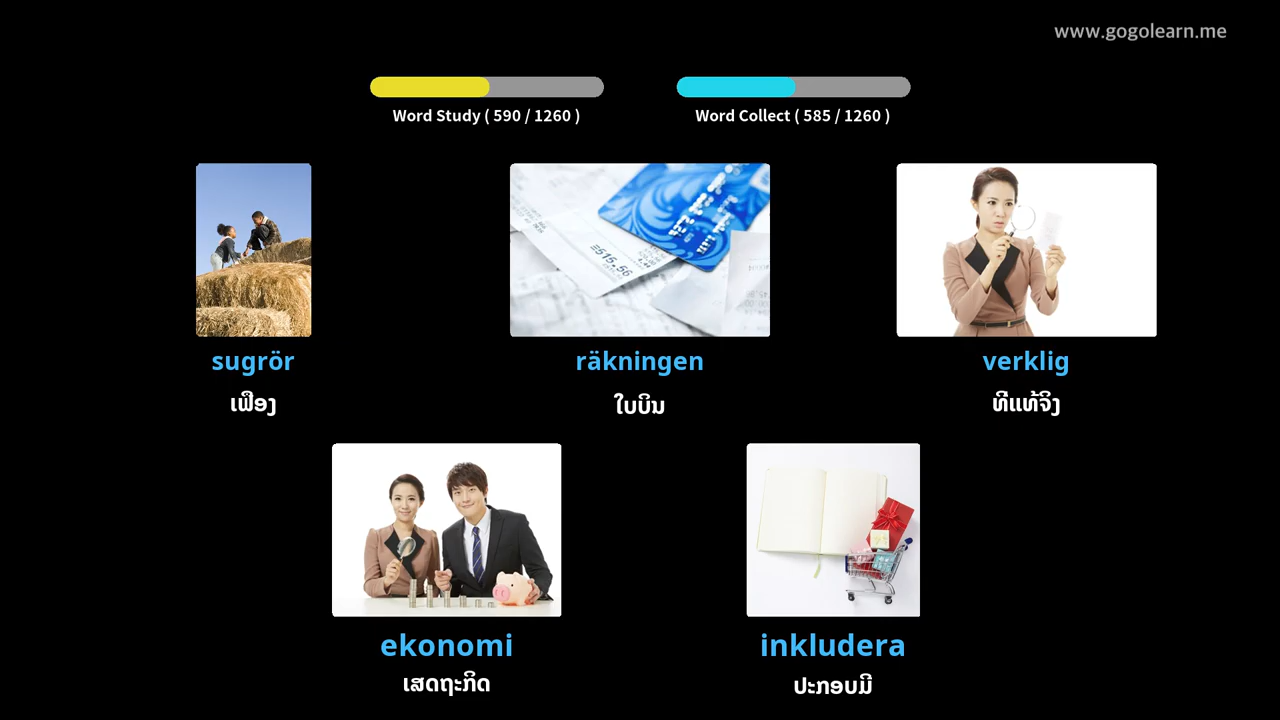 www.gogolearn.me
Word Study ( 590 / 1260 )
Word Collect ( 585 / 1260 )
sugrör
ເຟືອງ
räkningen
ໃບບິນ
verklig
ທີ່ແທ້ຈິງ
ekonomi
ເສດຖະກິດ
inkludera
ປະກອບມີ